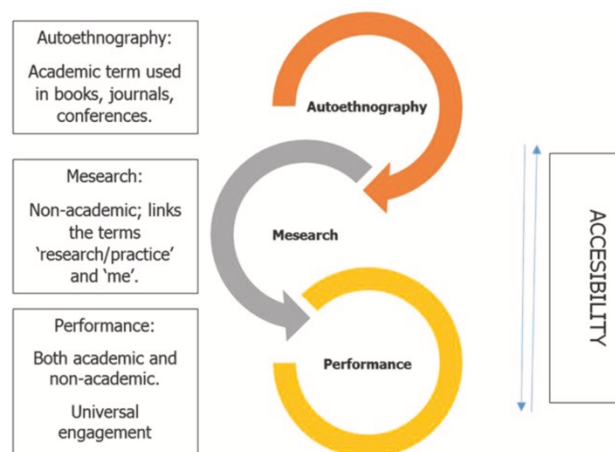 Autoethnography:
Academic term used
in books, journals,
conferences.
Autoethnography
Mesearch:
Non-academic; links
the terms
‘research/practice’
and ‘me’.
Mesearch
Performance:
Both academic and
non-academic.
Universal
engagement
Performance
ACCESIBILITY